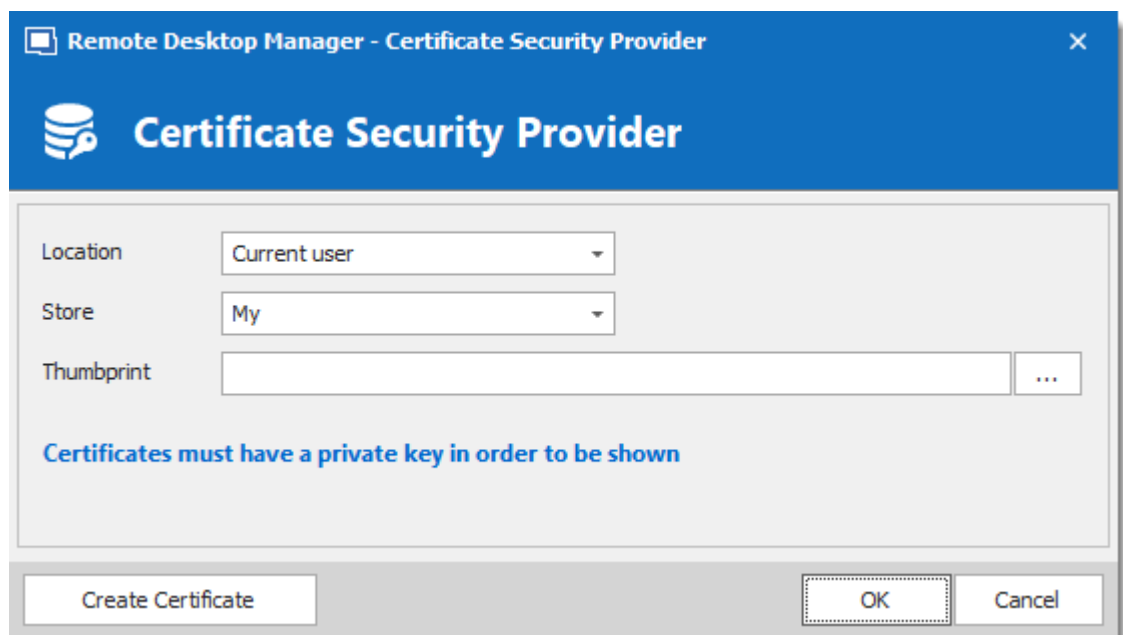 Remote Desktop Manager - Certificate Security Provider
Certificate Security Provider
Location Current user
Store My
Thumbprint ...
Certificates must have a private key in order to be shown
Create Certificate OK Cancel